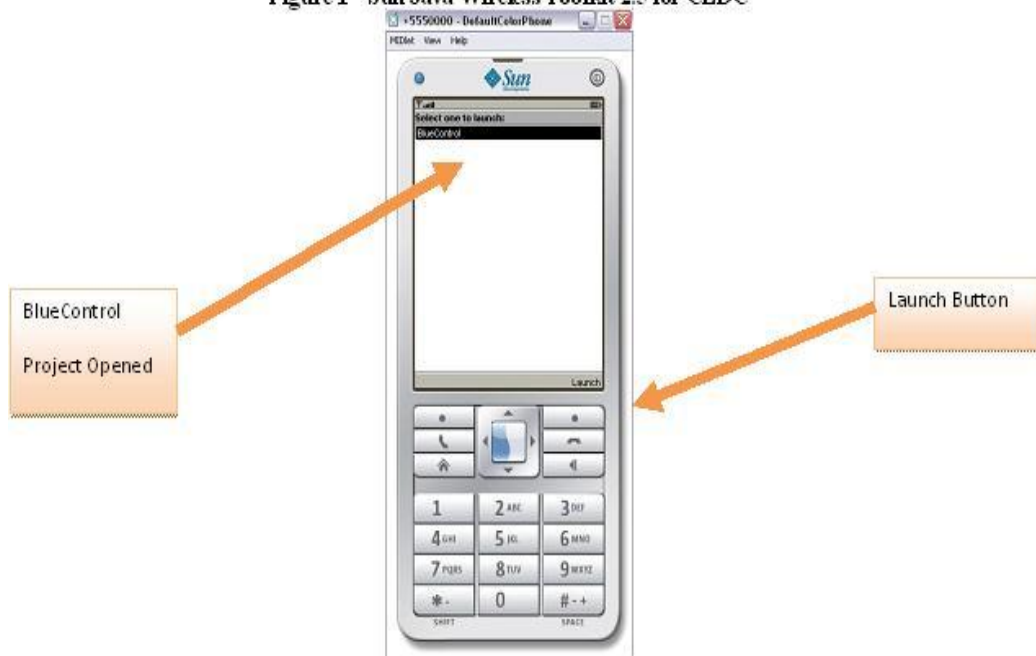 +5550000 - DefaultColorPhone
MIDlet View Help
Sun
Select one to launch:
BlueControl
BlueControl
Project Opened
Launch Button
Launch
1
2 ABC
3 DEF
4 GHI
5 JKL
6 MNO
7 PQRS
8 TUV
9 WXYZ
* .
0
# - +
SHIFT
SPACE